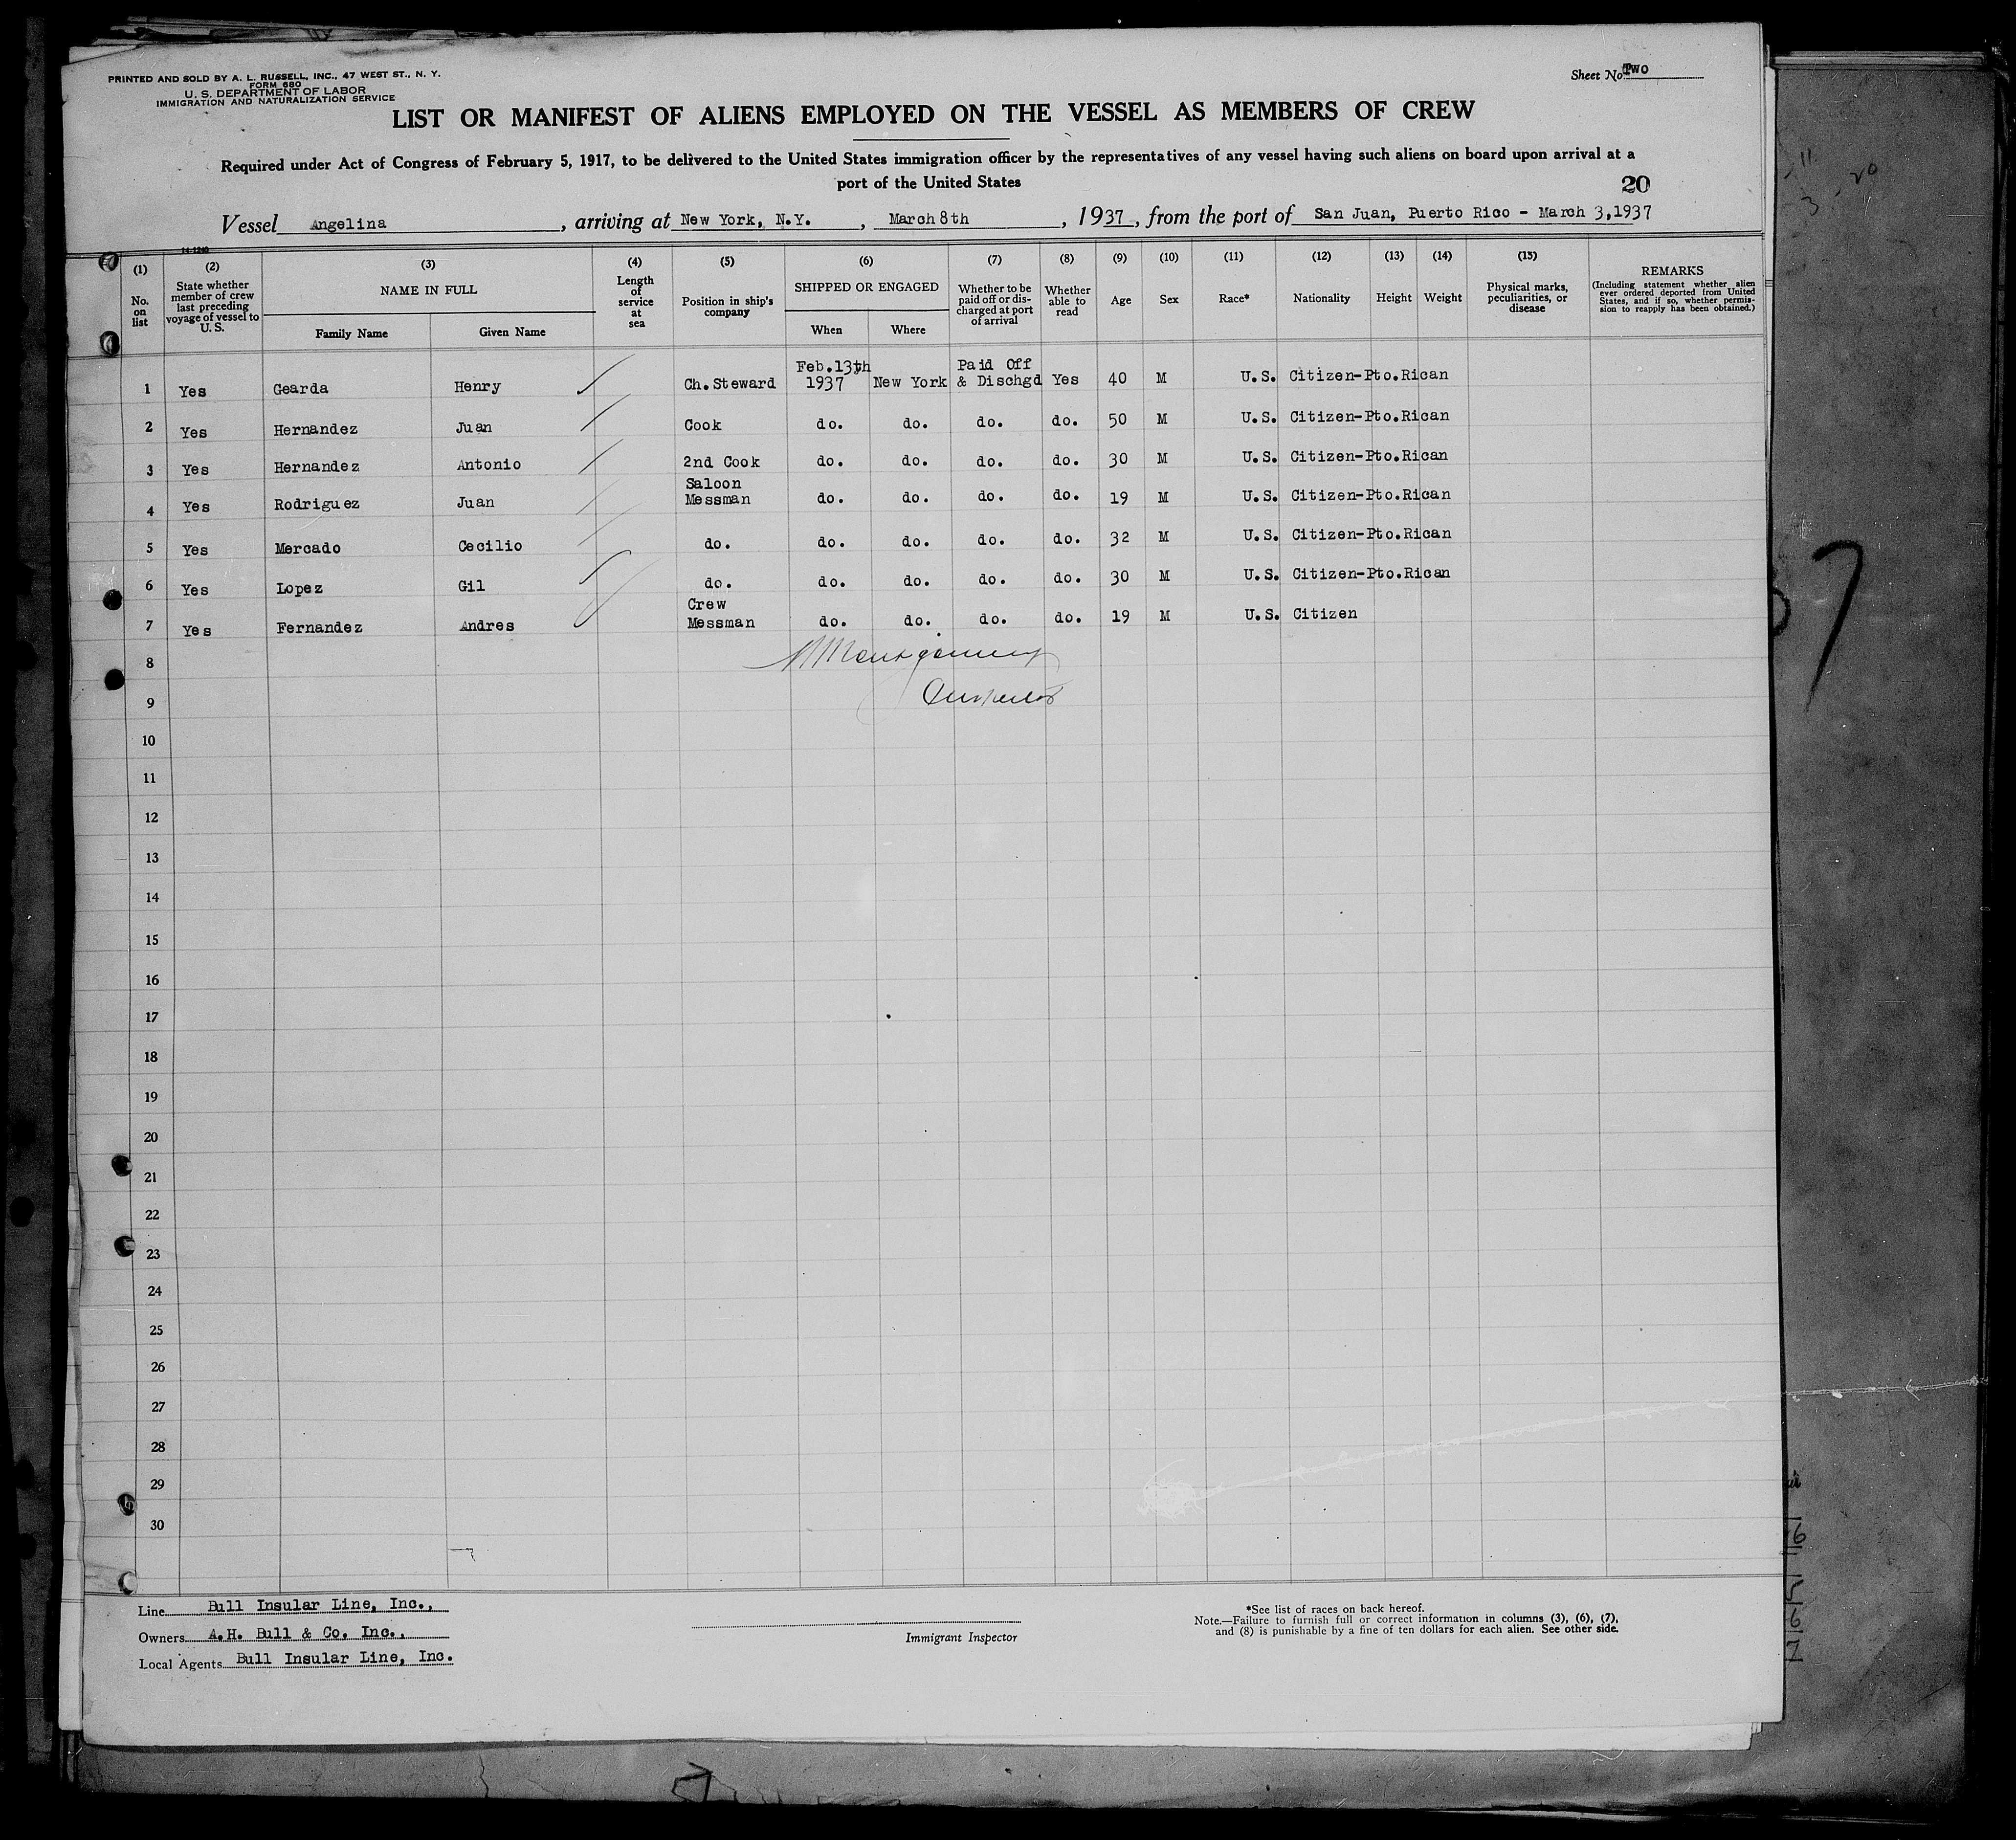 PRINTED AND SOLD BY A. L. RUSSELL, INC., 47 WEST ST., N. Y.
FORM 680
U. S. DEPARTMENT OF LABOR
IMMIGRATION AND NATURALIZATION SERVICE
Sheet No. Two
LIST OR MANIFEST OF ALIENS EMPLOYED ON THE VESSEL AS MEMBERS OF CREW
Required under Act of Congress of February 5, 1917, to be delivered to the United States immigration officer by the representatives of any vessel having such aliens on board upon arrival at a
port of the United States
20
Vessel Angelina, arriving at New York, N.Y., March 8th, 1937, from the port of San Juan, Puerto Rico - March 3,1937
14-1240
(1) No. on list
(2) State whether member of crew last preceding voyage of vessel to U. S.
(3) NAME IN FULL Family Name Given Name
(4) Length of service at sea
(5) Position in ship's company
(6) SHIPPED OR ENGAGED When Where
(7) Whether to be paid off or discharged at port of arrival
(8) Whether able to read
(9) Age
(10) Sex
(11) Race*
(12) Nationality
(13) Height
(14) Weight
(15) Physical marks, peculiarities, or disease
REMARKS (Including statement whether alien ever ordered deported from United States, and if so, whether permission to reapply has been obtained.)
1 Yes Gearda Henry Ch. Steward Feb.13th 1937 New York Paid Off & Dischgd Yes 40 M U.S. Citizen-Pto.Rican
2 Yes Hernandez Juan Cook do. do. do. do. 50 M U.S. Citizen-Pto.Rican
3 Yes Hernandez Antonio 2nd Cook do. do. do. do. 30 M U.S. Citizen-Pto.Rican
4 Yes Rodriguez Juan Saloon Messman do. do. do. do. 19 M U.S. Citizen-Pto.Rican
5 Yes Mercado Cecilio do. do. do. do. do. 32 M U.S. Citizen-Pto.Rican
6 Yes Lopez Gil do. do. do. do. do. 30 M U.S. Citizen-Pto.Rican
7 Yes Fernandez Andres Crew Messman do. do. do. do. 19 M U.S. Citizen
8 Montgomery
9 Inspector
10
11
12
13
14
15
16
17
18
19
20
21
22
23
24
25
26
27
28
29
30
Line Bull Insular Line, Inc.,
Owners A.H. Bull & Co. Inc.,
Local Agents Bull Insular Line, Inc.
Immigrant Inspector
*See list of races on back hereof.
Note.—Failure to furnish full or correct information in columns (3), (6), (7),
and (8) is punishable by a fine of ten dollars for each alien. See other side.